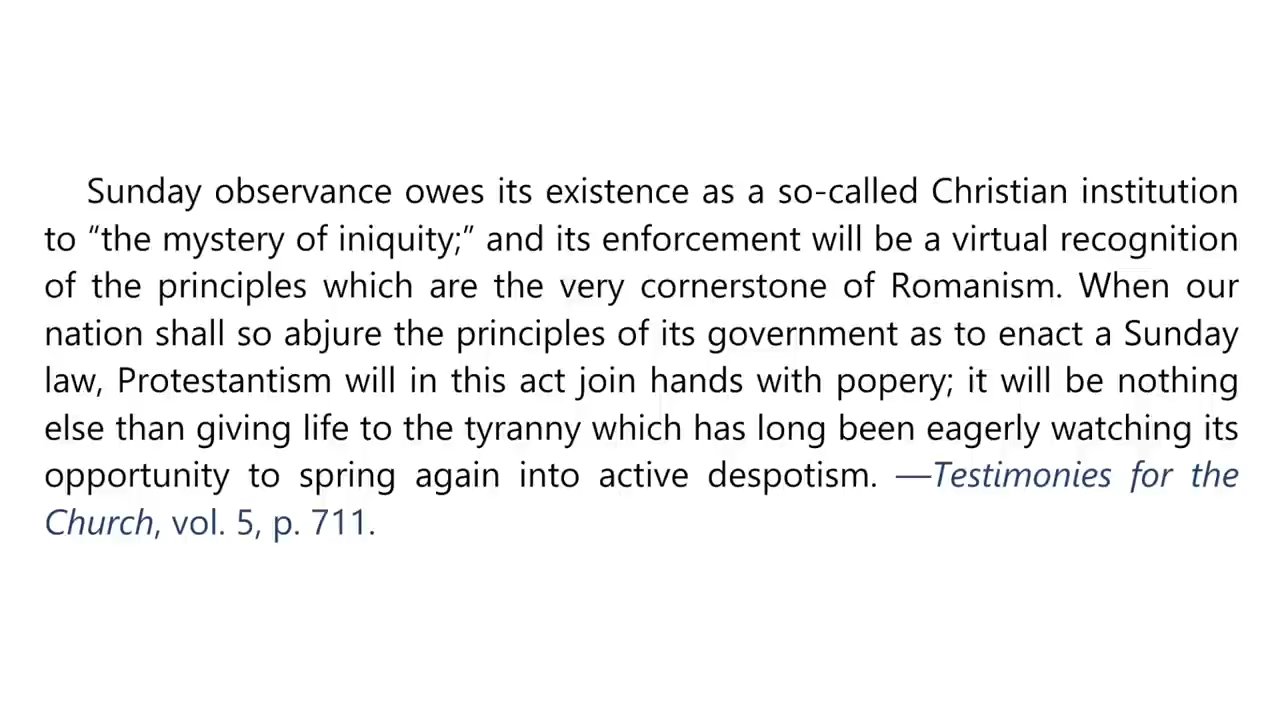 Sunday observance owes its existence as a so-called Christian institution
to “the mystery of iniquity;” and its enforcement will be a virtual recognition
of the principles which are the very cornerstone of Romanism. When our
nation shall so abjure the principles of its government as to enact a Sunday
law, Protestantism will in this act join hands with popery; it will be nothing
else than giving life to the tyranny which has long been eagerly watching its
opportunity to spring again into active despotism. —Testimonies for the
Church, vol. 5, p. 711.